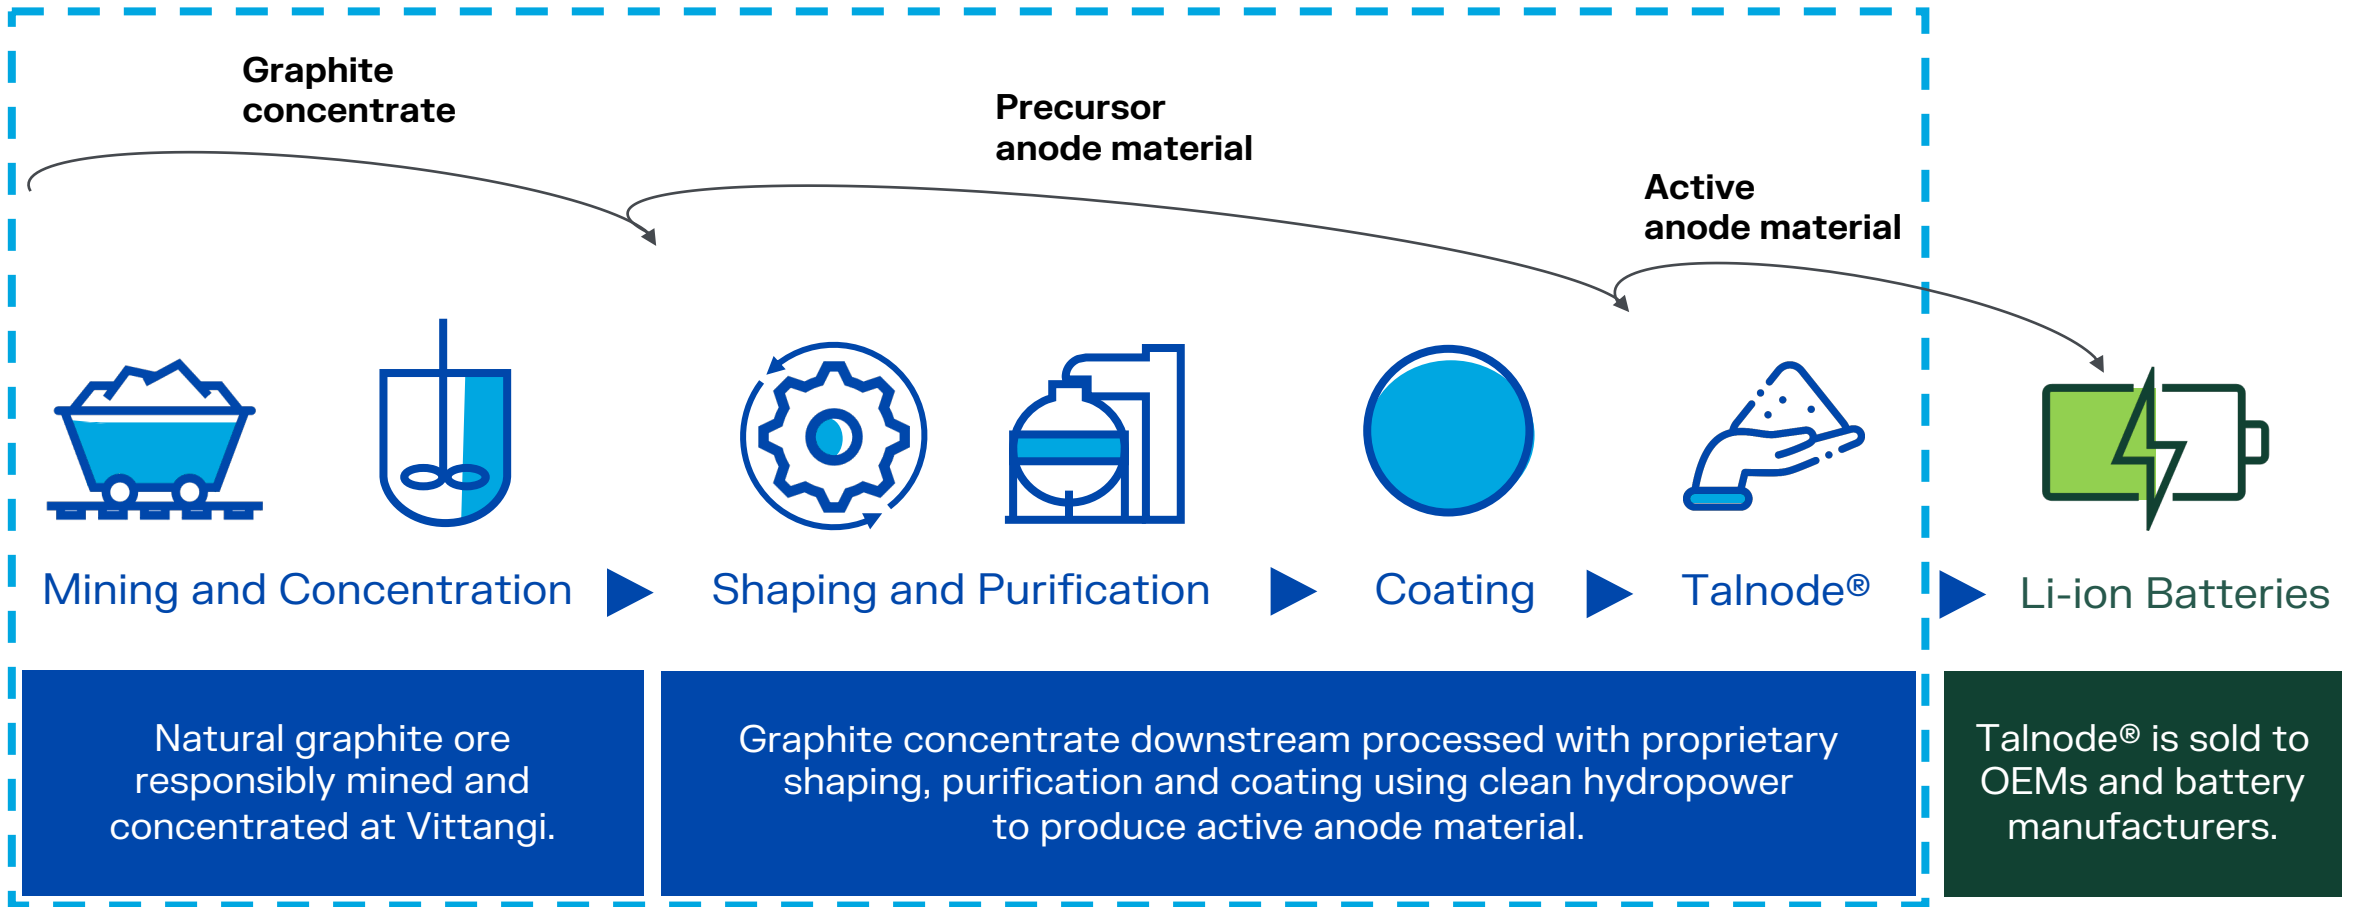 Graphite
concentrate
Precursor
anode material
Active
anode material
Mining and Concentration
Shaping and Purification
Coating
Talnode®
Li-ion Batteries
Natural graphite ore
responsibly mined and
concentrated at Vittangi.
Graphite concentrate downstream processed with proprietary
shaping, purification and coating using clean hydropower
to produce active anode material.
Talnode® is sold to
OEMs and battery
manufacturers.